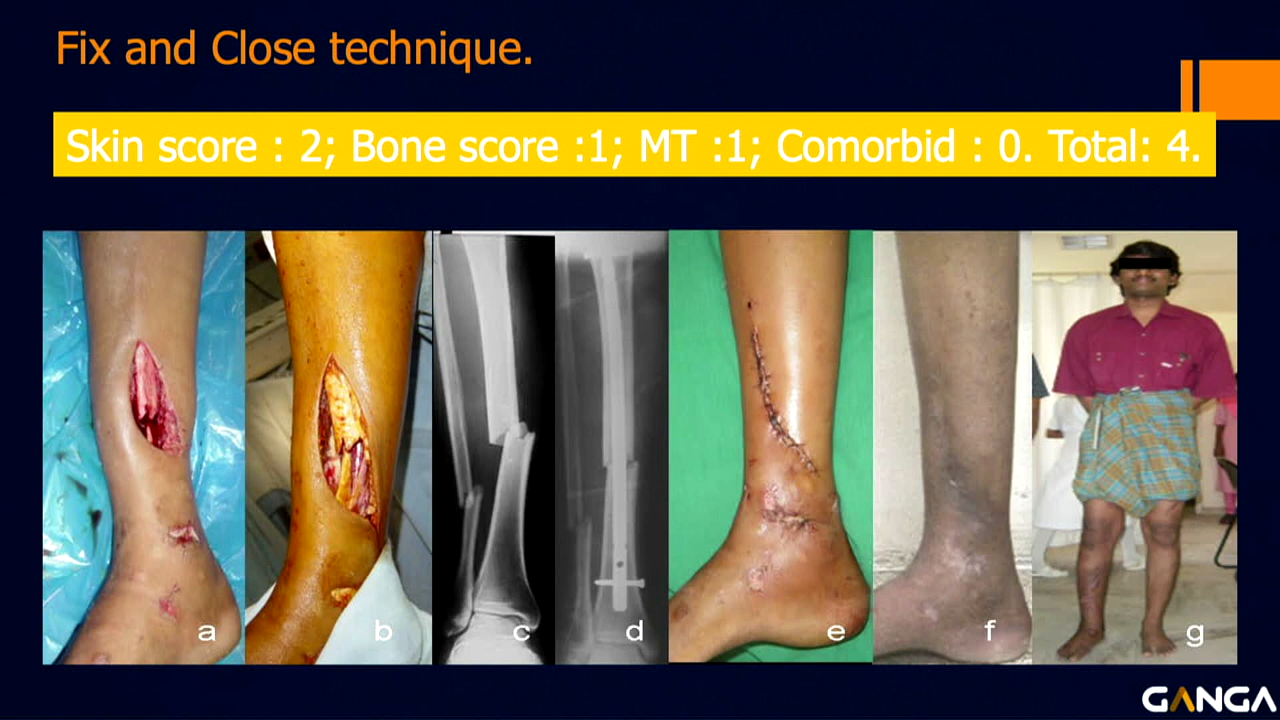 Fix and Close technique.
Skin score : 2; Bone score :1; MT :1; Comorbid : 0. Total: 4.
a b c d e f g
GANGA